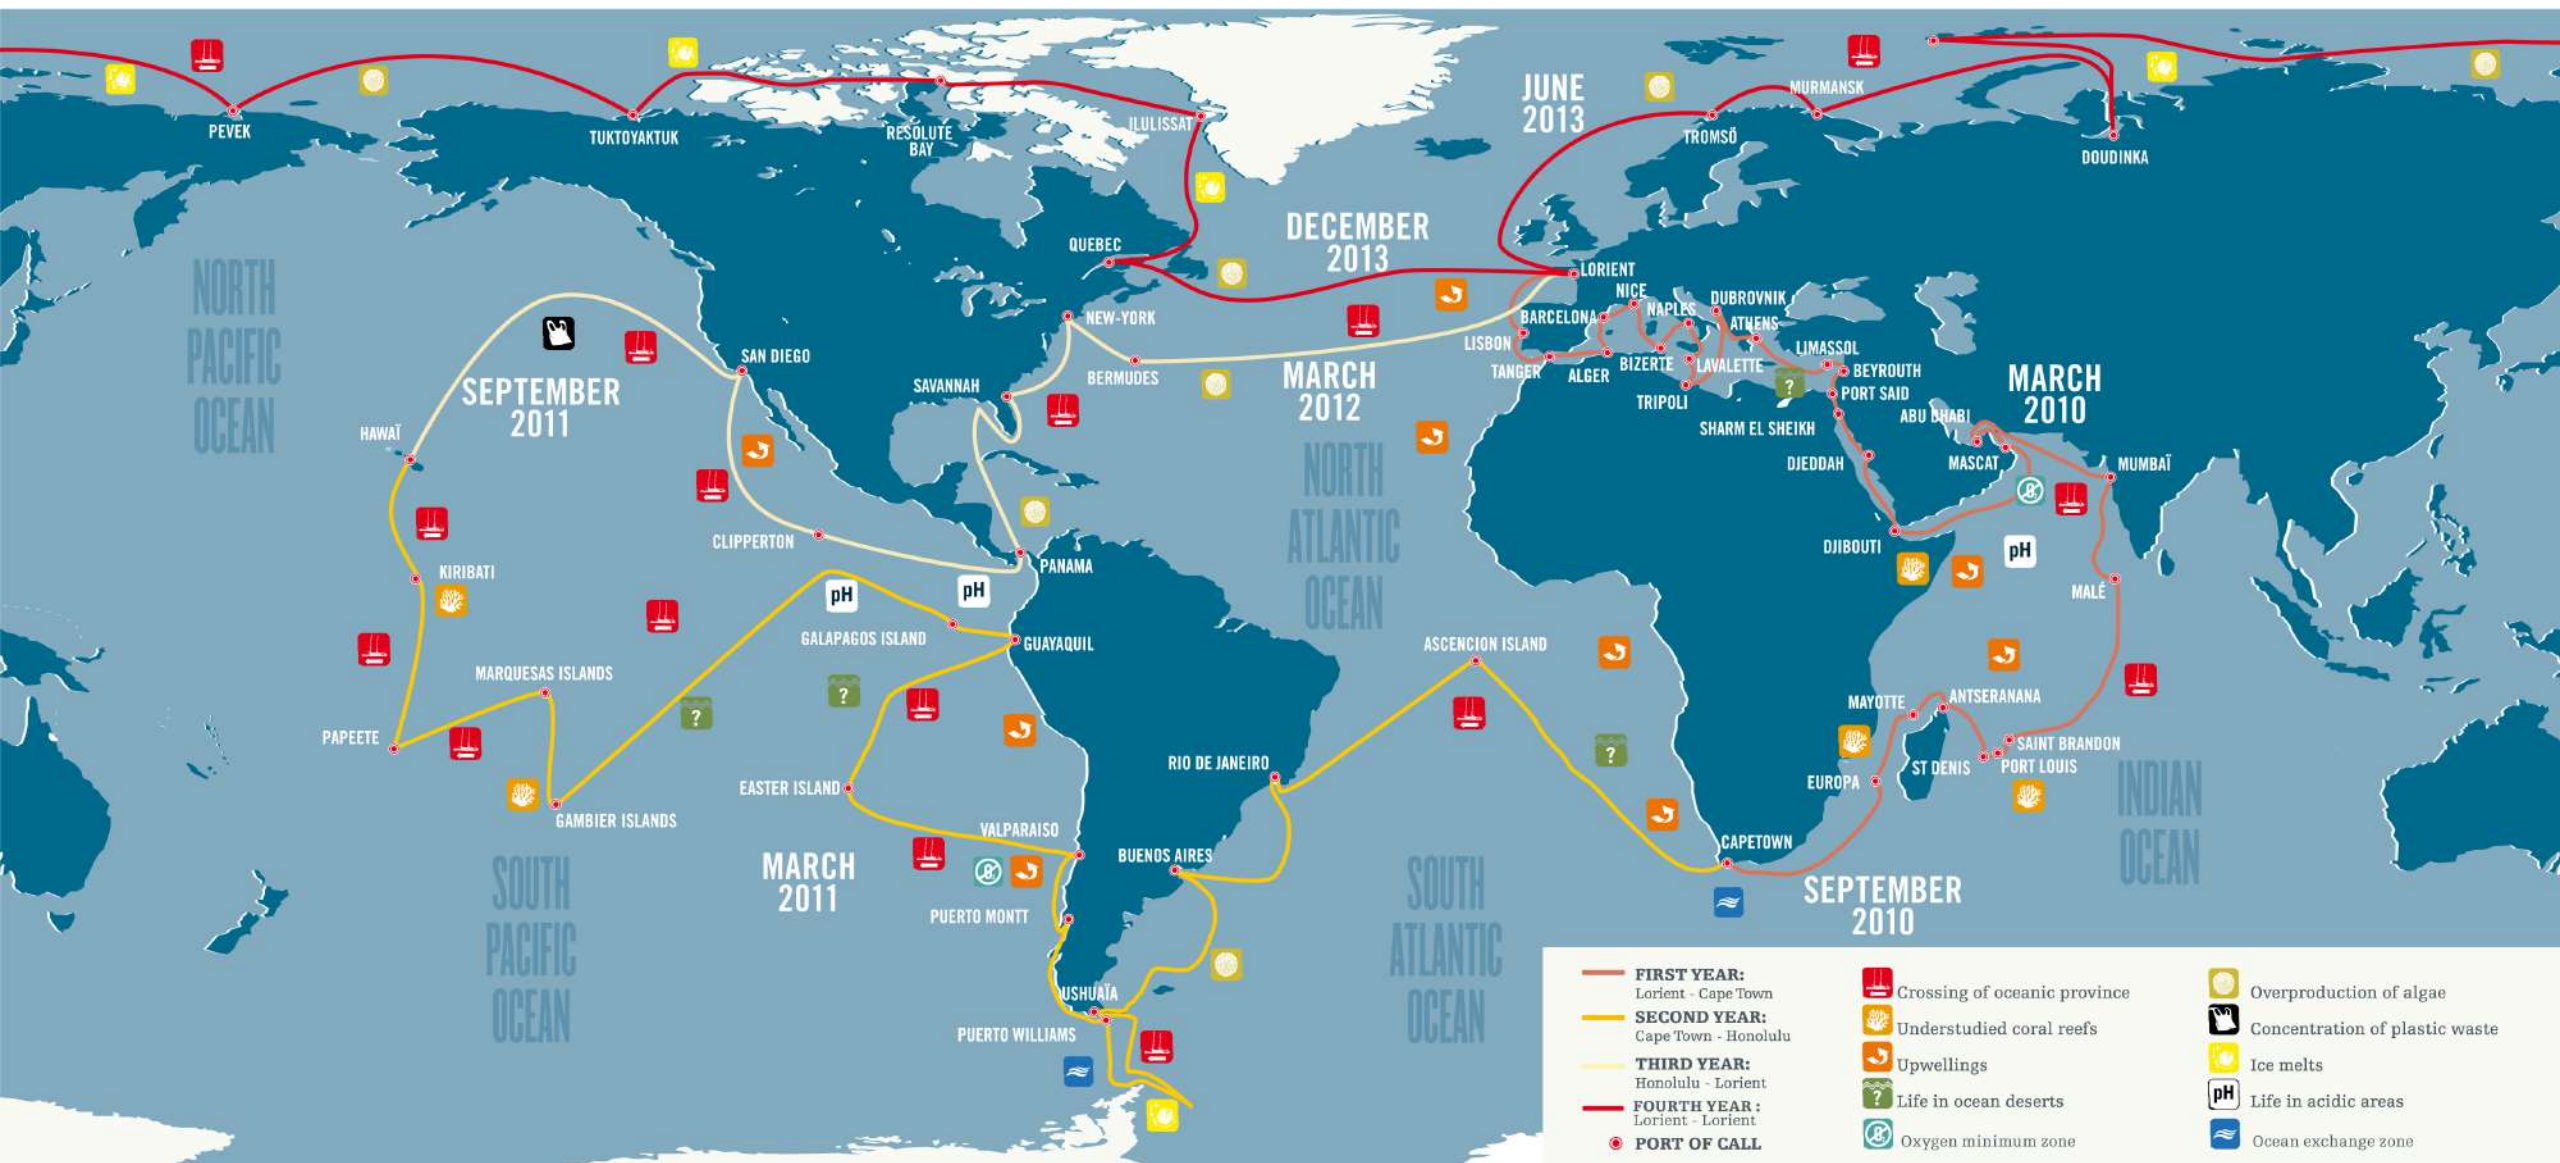 PEVEK
TUKTOYAKTUK
RESOLUTE
BAY
ILULISSAT
JUNE
2013
TROMSÖ
MURMANSK
DOUDINKA
NORTH
PACIFIC
OCEAN
QUEBEC
DECEMBER
2013
LORIENT
NICE
NAPLES
DUBROVNIK
BARCELONA
ATHENS
LISBON
TANGER
ALGER
BIZERTE
LAVALETTE
LIMASSOL
BEYROUTH
PORT SAID
TRIPOLI
SHARM EL SHEIKH
ABU DHABI
MARCH
2010
DJEDDAH
MASCAT
MUMBAÏ
DJIBOUTI
MALÉ
NEW-YORK
BERMUDES
MARCH
2012
SAN DIEGO
SAVANNAH
SEPTEMBER
2011
HAWAÏ
NORTH
ATLANTIC
OCEAN
CLIPPERTON
PANAMA
KIRIBATI
pH
pH
pH
GALAPAGOS ISLAND
GUAYAQUIL
ASCENCION ISLAND
MARQUESAS ISLANDS
?
?
?
?
MAYOTTE
ANTSERANANA
PAPEETE
RIO DE JANEIRO
SAINT BRANDON
ST DENIS
PORT LOUIS
EUROPA
EASTER ISLAND
INDIAN
OCEAN
GAMBIER ISLANDS
VALPARAISO
CAPETOWN
BUENOS AIRES
MARCH
2011
SOUTH
PACIFIC
OCEAN
SOUTH
ATLANTIC
OCEAN
SEPTEMBER
2010
PUERTO MONTT
USHUAÏA
PUERTO WILLIAMS
FIRST YEAR:
Lorient - Cape Town
SECOND YEAR:
Cape Town - Honolulu
THIRD YEAR:
Honolulu - Lorient
FOURTH YEAR :
Lorient - Lorient
PORT OF CALL
Crossing of oceanic province
Understudied coral reefs
Upwellings
? Life in ocean deserts
Oxygen minimum zone
Overproduction of algae
Concentration of plastic waste
Ice melts
pH Life in acidic areas
Ocean exchange zone